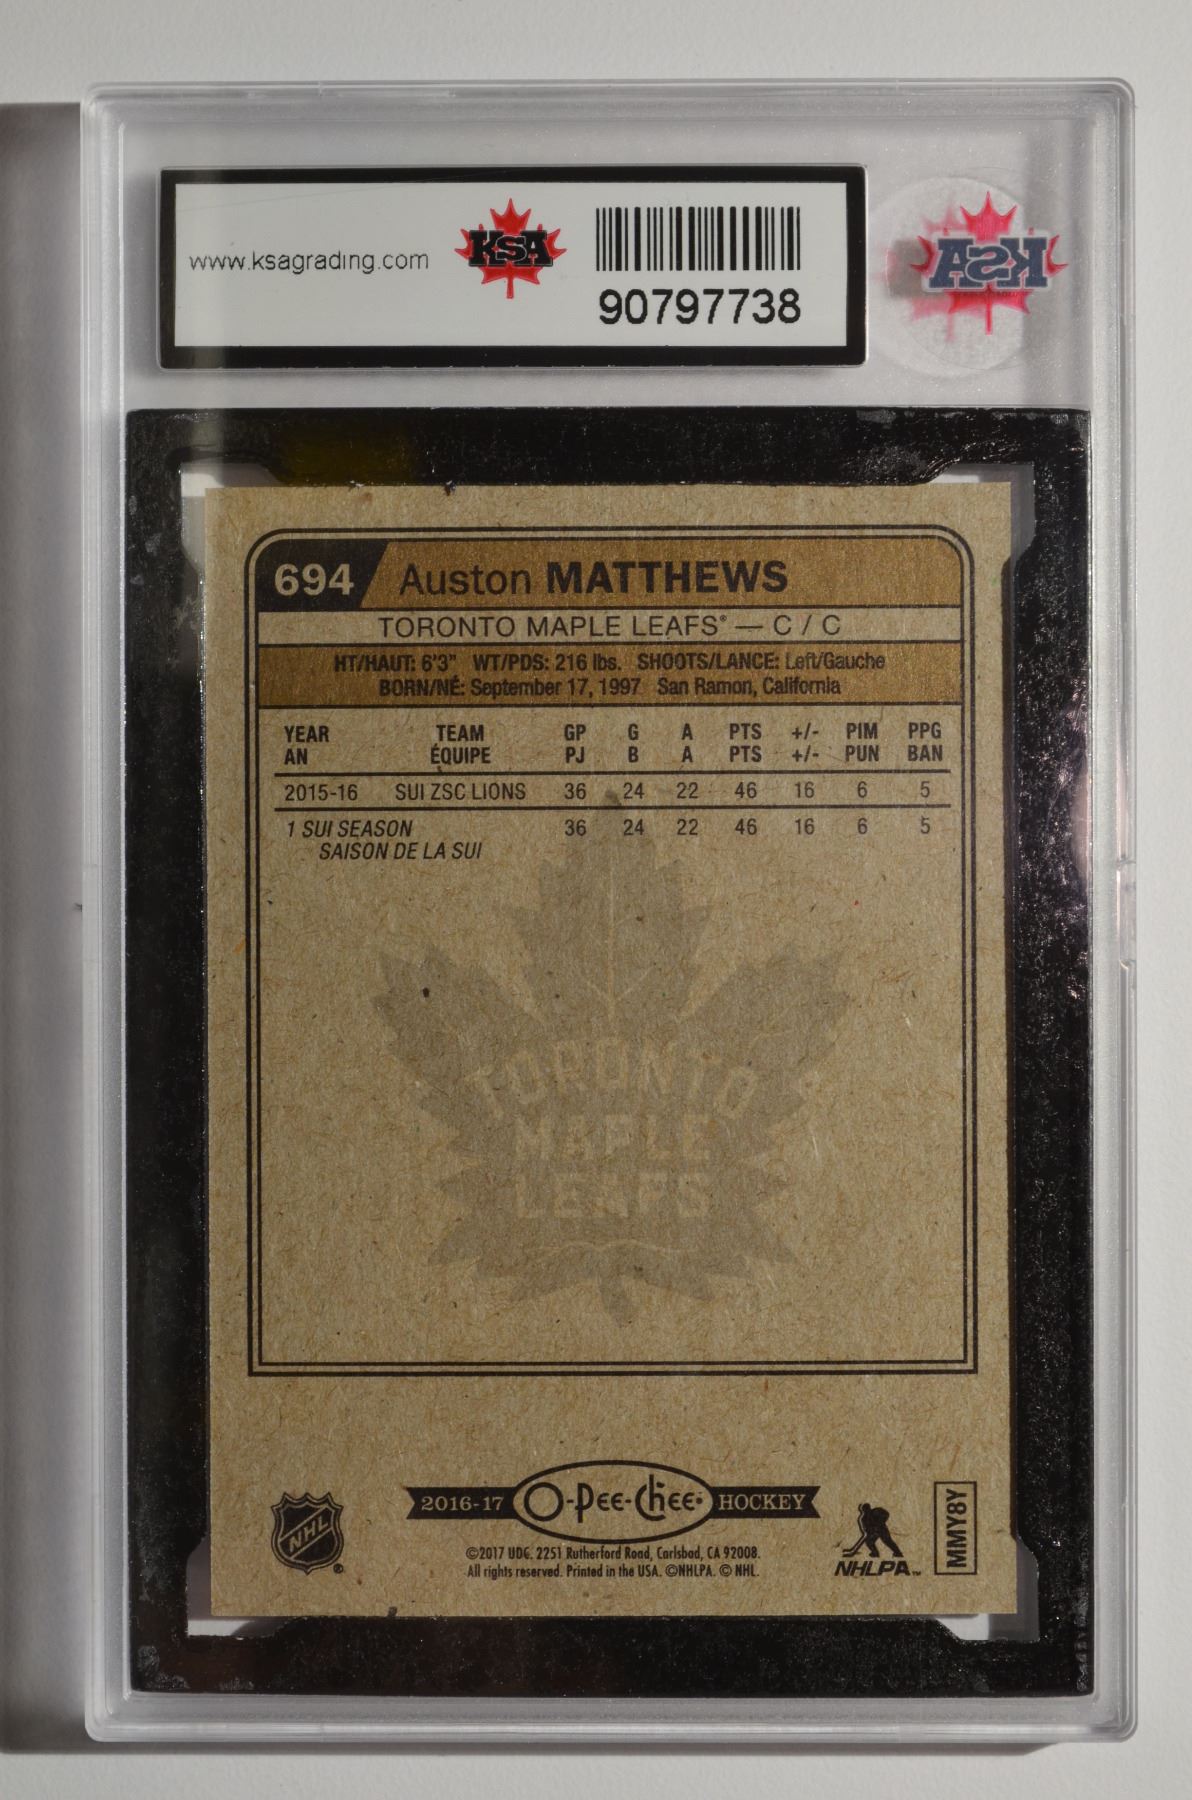 www.ksagrading.com
KSA
90797738
KSA
694 Auston MATTHEWS
TORONTO MAPLE LEAFS® — C / C
HT/HAUT: 6'3" WT/PDS: 216 lbs. SHOOTS/LANCE: Left/Gauche
BORN/NÉ: September 17, 1997 San Ramon, California
YEAR TEAM GP G A PTS +/- PIM PPG
AN ÉQUIPE PJ B A PTS +/- PUN BAN
2015-16 SUI ZSC LIONS 36 24 22 46 16 6 5
1 SUI SEASON 36 24 22 46 16 6 5
SAISON DE LA SUI
TORONTO
MAPLE
LEAFS
2016-17 O-Pee-Chee HOCKEY
NHL ®
©2017 UDC. 2251 Rutherford Road, Carlsbad, CA 92008.
All rights reserved. Printed in the USA. ©NHLPA. © NHL.
NHLPA™
MMY8Y